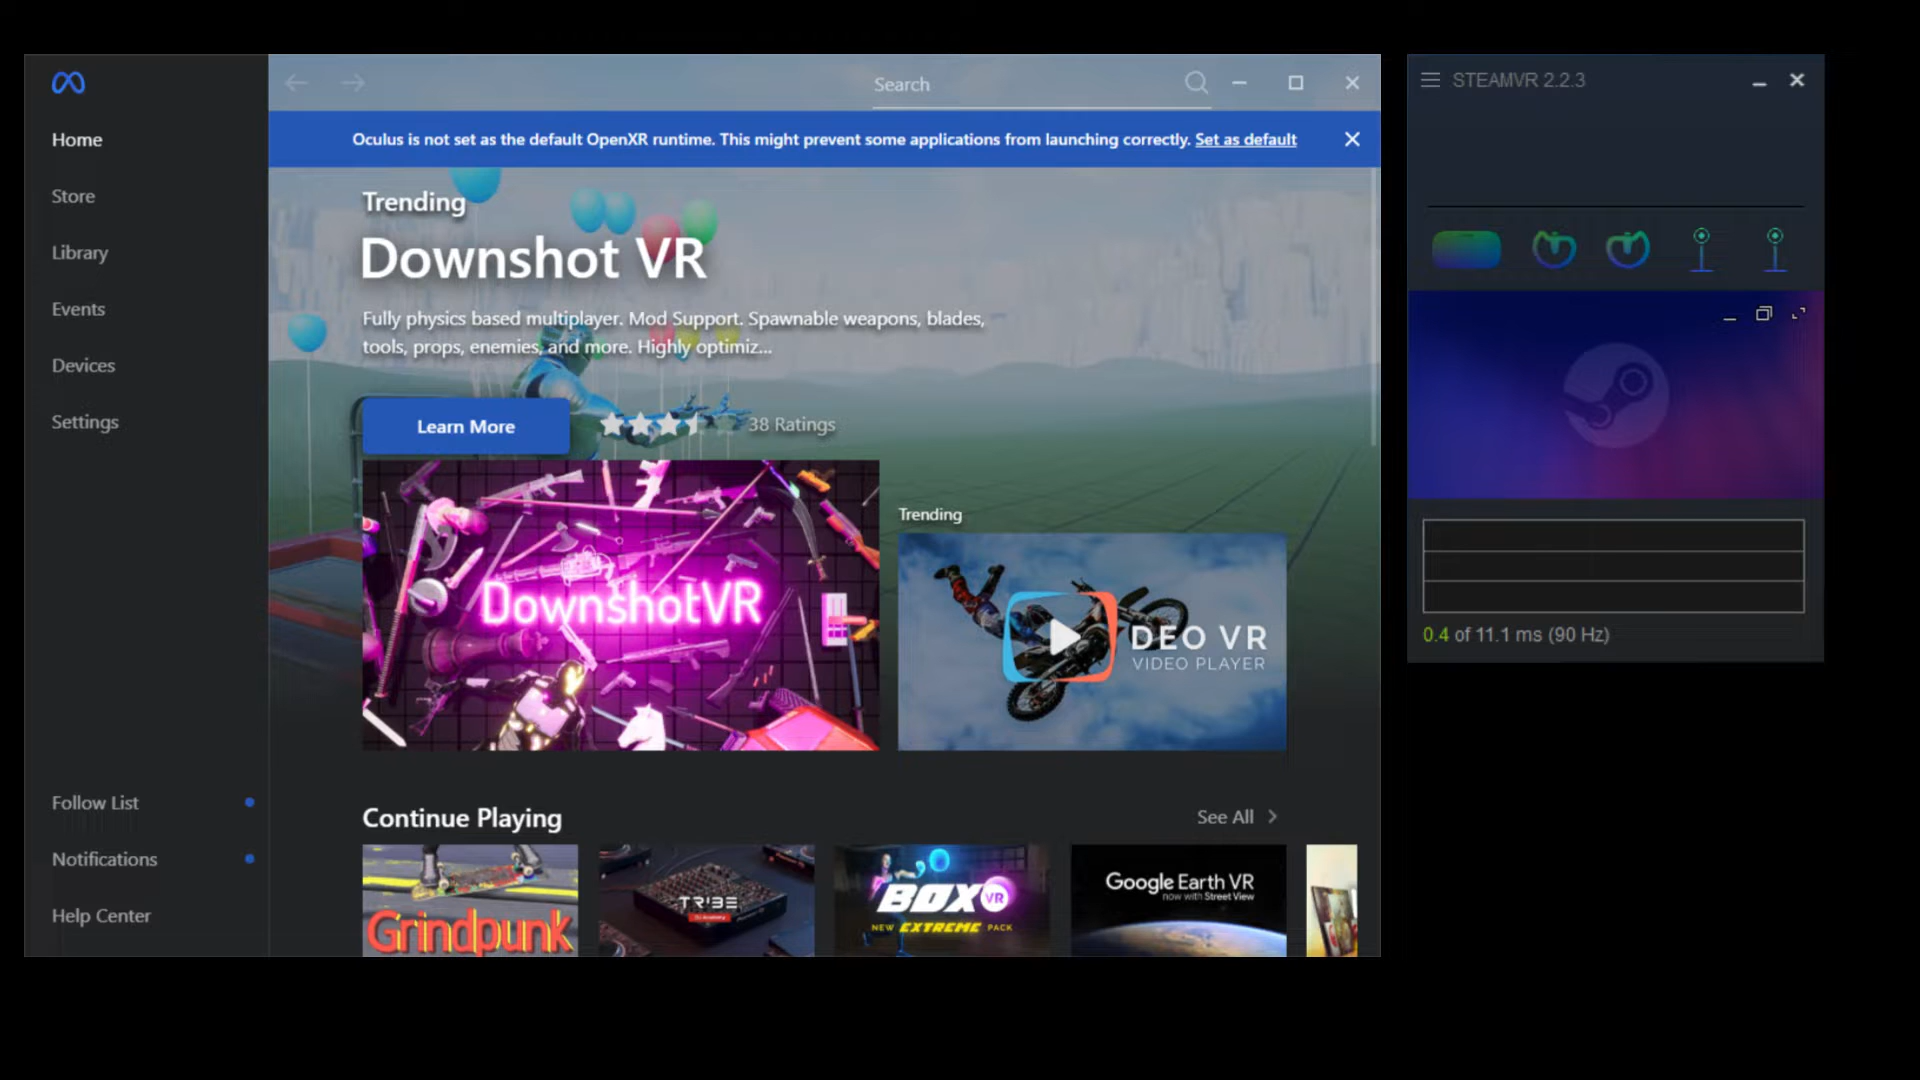 Home
Store
Library
Events
Devices
Settings
Follow List
Notifications
Help Center
Search
Oculus is not set as the default OpenXR runtime. This might prevent some applications from launching correctly. Set as default
Trending
Downshot VR
Fully physics based multiplayer. Mod Support. Spawnable weapons, blades,
tools, props, enemies, and more. Highly optimiz...
Learn More
38 Ratings
DownshotVR
Trending
DEO VR
VIDEO PLAYER
Continue Playing
See All
Grindpunk
TRIBE
BOX VR
NEW EXTREME PACK
Google Earth VR
now with Street View
STEAMVR 2.2.3
0.4 of 11.1 ms (90 Hz)